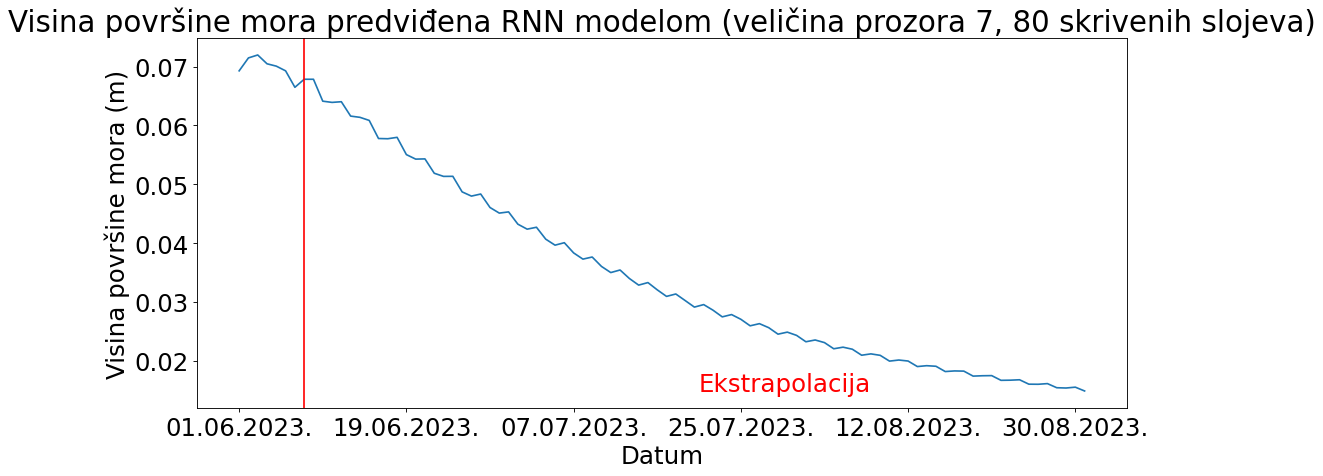 Visina površine mora predviđena RNN modelom (veličina prozora 7, 80 skrivenih slojeva)
Visina površine mora (m)
0.07
0.06
0.05
0.04
0.03
0.02
Ekstrapolacija
01.06.2023. 19.06.2023. 07.07.2023. 25.07.2023. 12.08.2023. 30.08.2023.
Datum